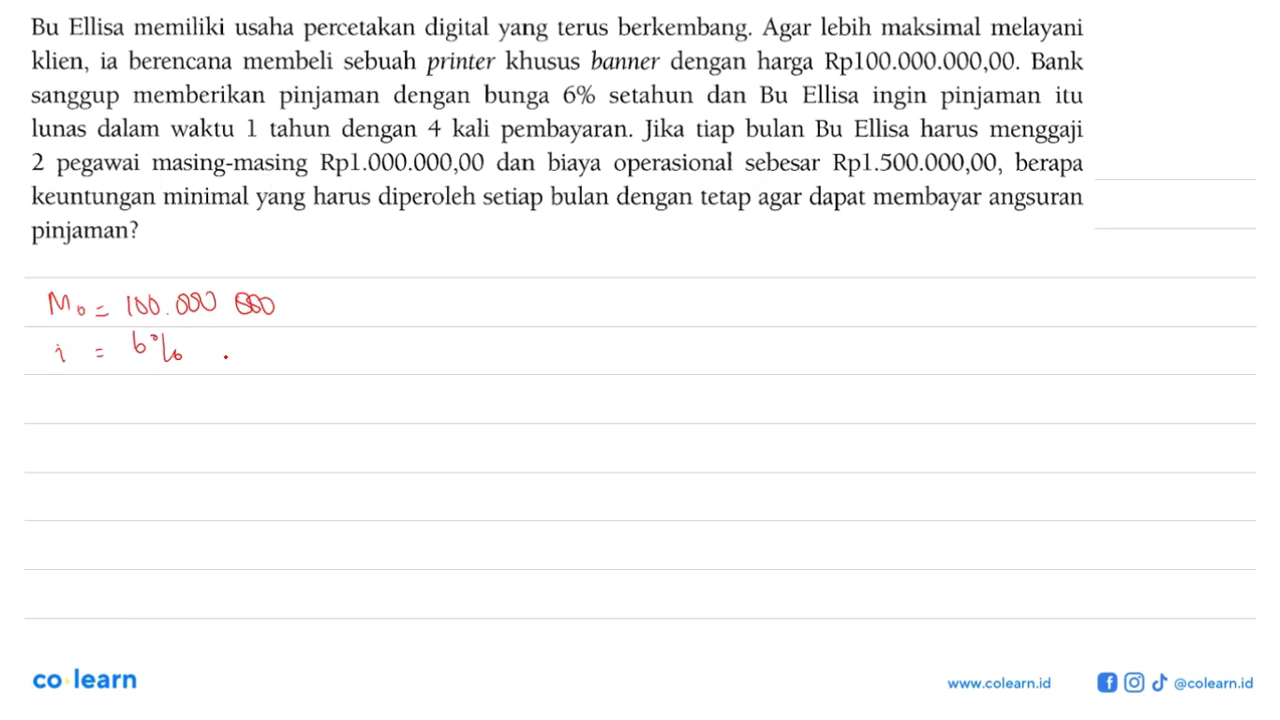 Bu Ellisa memiliki usaha percetakan digital yang terus berkembang. Agar lebih maksimal melayani
klien, ia berencana membeli sebuah printer khusus banner dengan harga Rp100.000.000,00. Bank
sanggup memberikan pinjaman dengan bunga 6% setahun dan Bu Ellisa ingin pinjaman itu
lunas dalam waktu 1 tahun dengan 4 kali pembayaran. Jika tiap bulan Bu Ellisa harus menggaji
2 pegawai masing-masing Rp1.000.000,00 dan biaya operasional sebesar Rp1.500.000,00, berapa
keuntungan minimal yang harus diperoleh setiap bulan dengan tetap agar dapat membayar angsuran
pinjaman?
M₀ = 100.000 000
i = 6% .
co learn
www.colearn.id @colearn.id